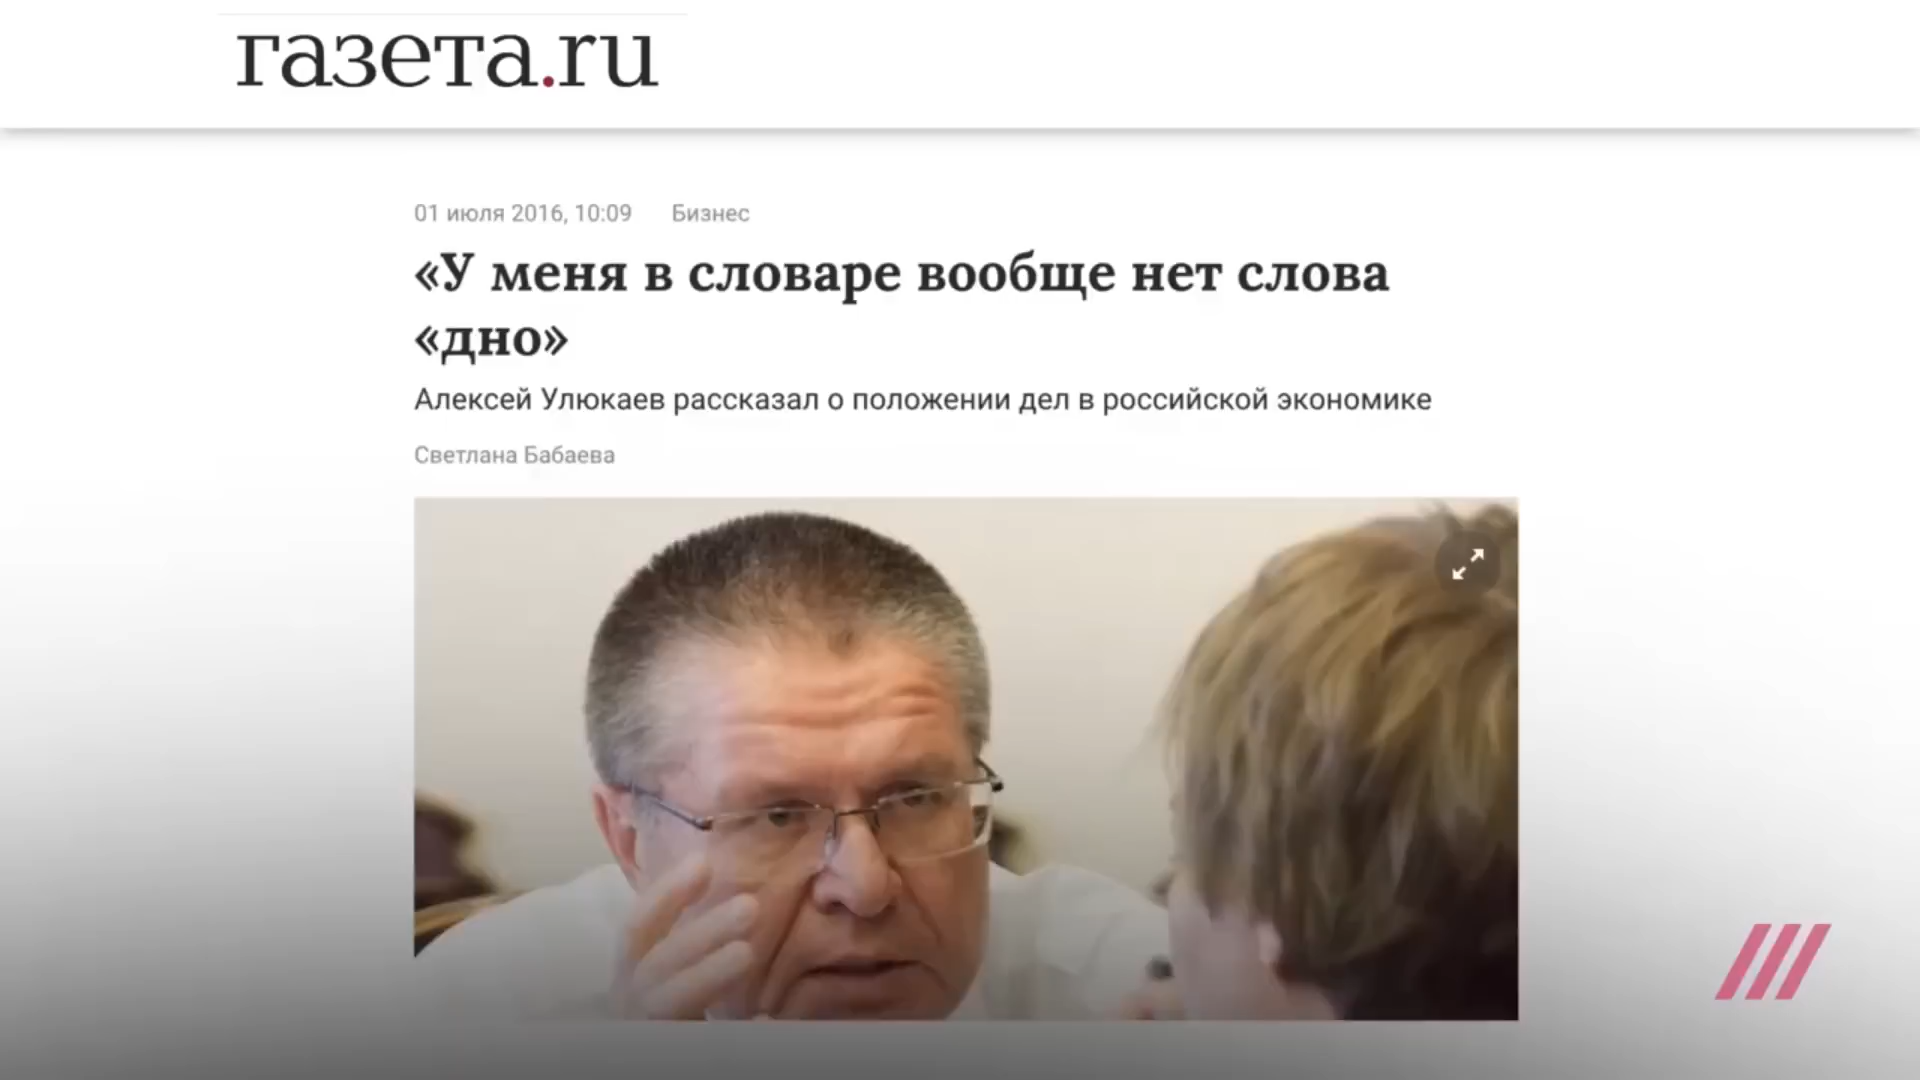 газета.ru
01 июля 2016, 10:09 Бизнес
«У меня в словаре вообще нет слова
«дно»
Алексей Улюкаев рассказал о положении дел в российской экономике
Светлана Бабаева